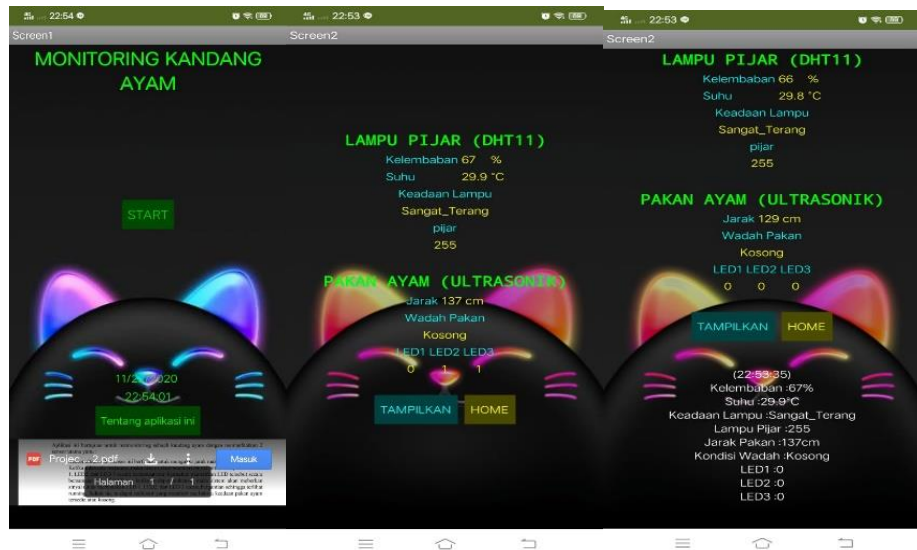 22:54
Screen1
MONITORING KANDANG
AYAM
START
11/2 2020
22:54:01
Tentang aplikasi ini
PDF
Projec ... 2.pdf
Masuk
Halaman 1 / 1
22:53
Screen2
LAMPU PIJAR (DHT11)
Kelembaban 67 %
Suhu 29.9 °C
Keadaan Lampu
Sangat_Terang
pijar
255
PAKAN AYAM (ULTRASONIK)
Jarak 137 cm
Wadah Pakan
Kosong
LED1 LED2 LED3
0 1 1
TAMPILKAN HOME
22:53
Screen2
LAMPU PIJAR (DHT11)
Kelembaban 66 %
Suhu 29.8 °C
Keadaan Lampu
Sangat_Terang
pijar
255
PAKAN AYAM (ULTRASONIK)
Jarak 129 cm
Wadah Pakan
Kosong
LED1 LED2 LED3
0 0 0
TAMPILKAN HOME
(22:53:35)
Kelembaban :67%
Suhu :29.9°C
Keadaan Lampu :Sangat_Terang
Lampu Pijar :255
Jarak Pakan :137cm
Kondisi Wadah :Kosong
LED1 :0
LED2 :0
LED3 :0